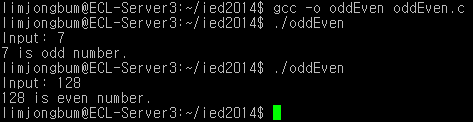 limjongbum@ECL-Server3:~/ied2014$ gcc -o oddEven oddEven.c
limjongbum@ECL-Server3:~/ied2014$ ./oddEven
Input: 7
7 is odd number.
limjongbum@ECL-Server3:~/ied2014$ ./oddEven
Input: 128
128 is even number.
limjongbum@ECL-Server3:~/ied2014$